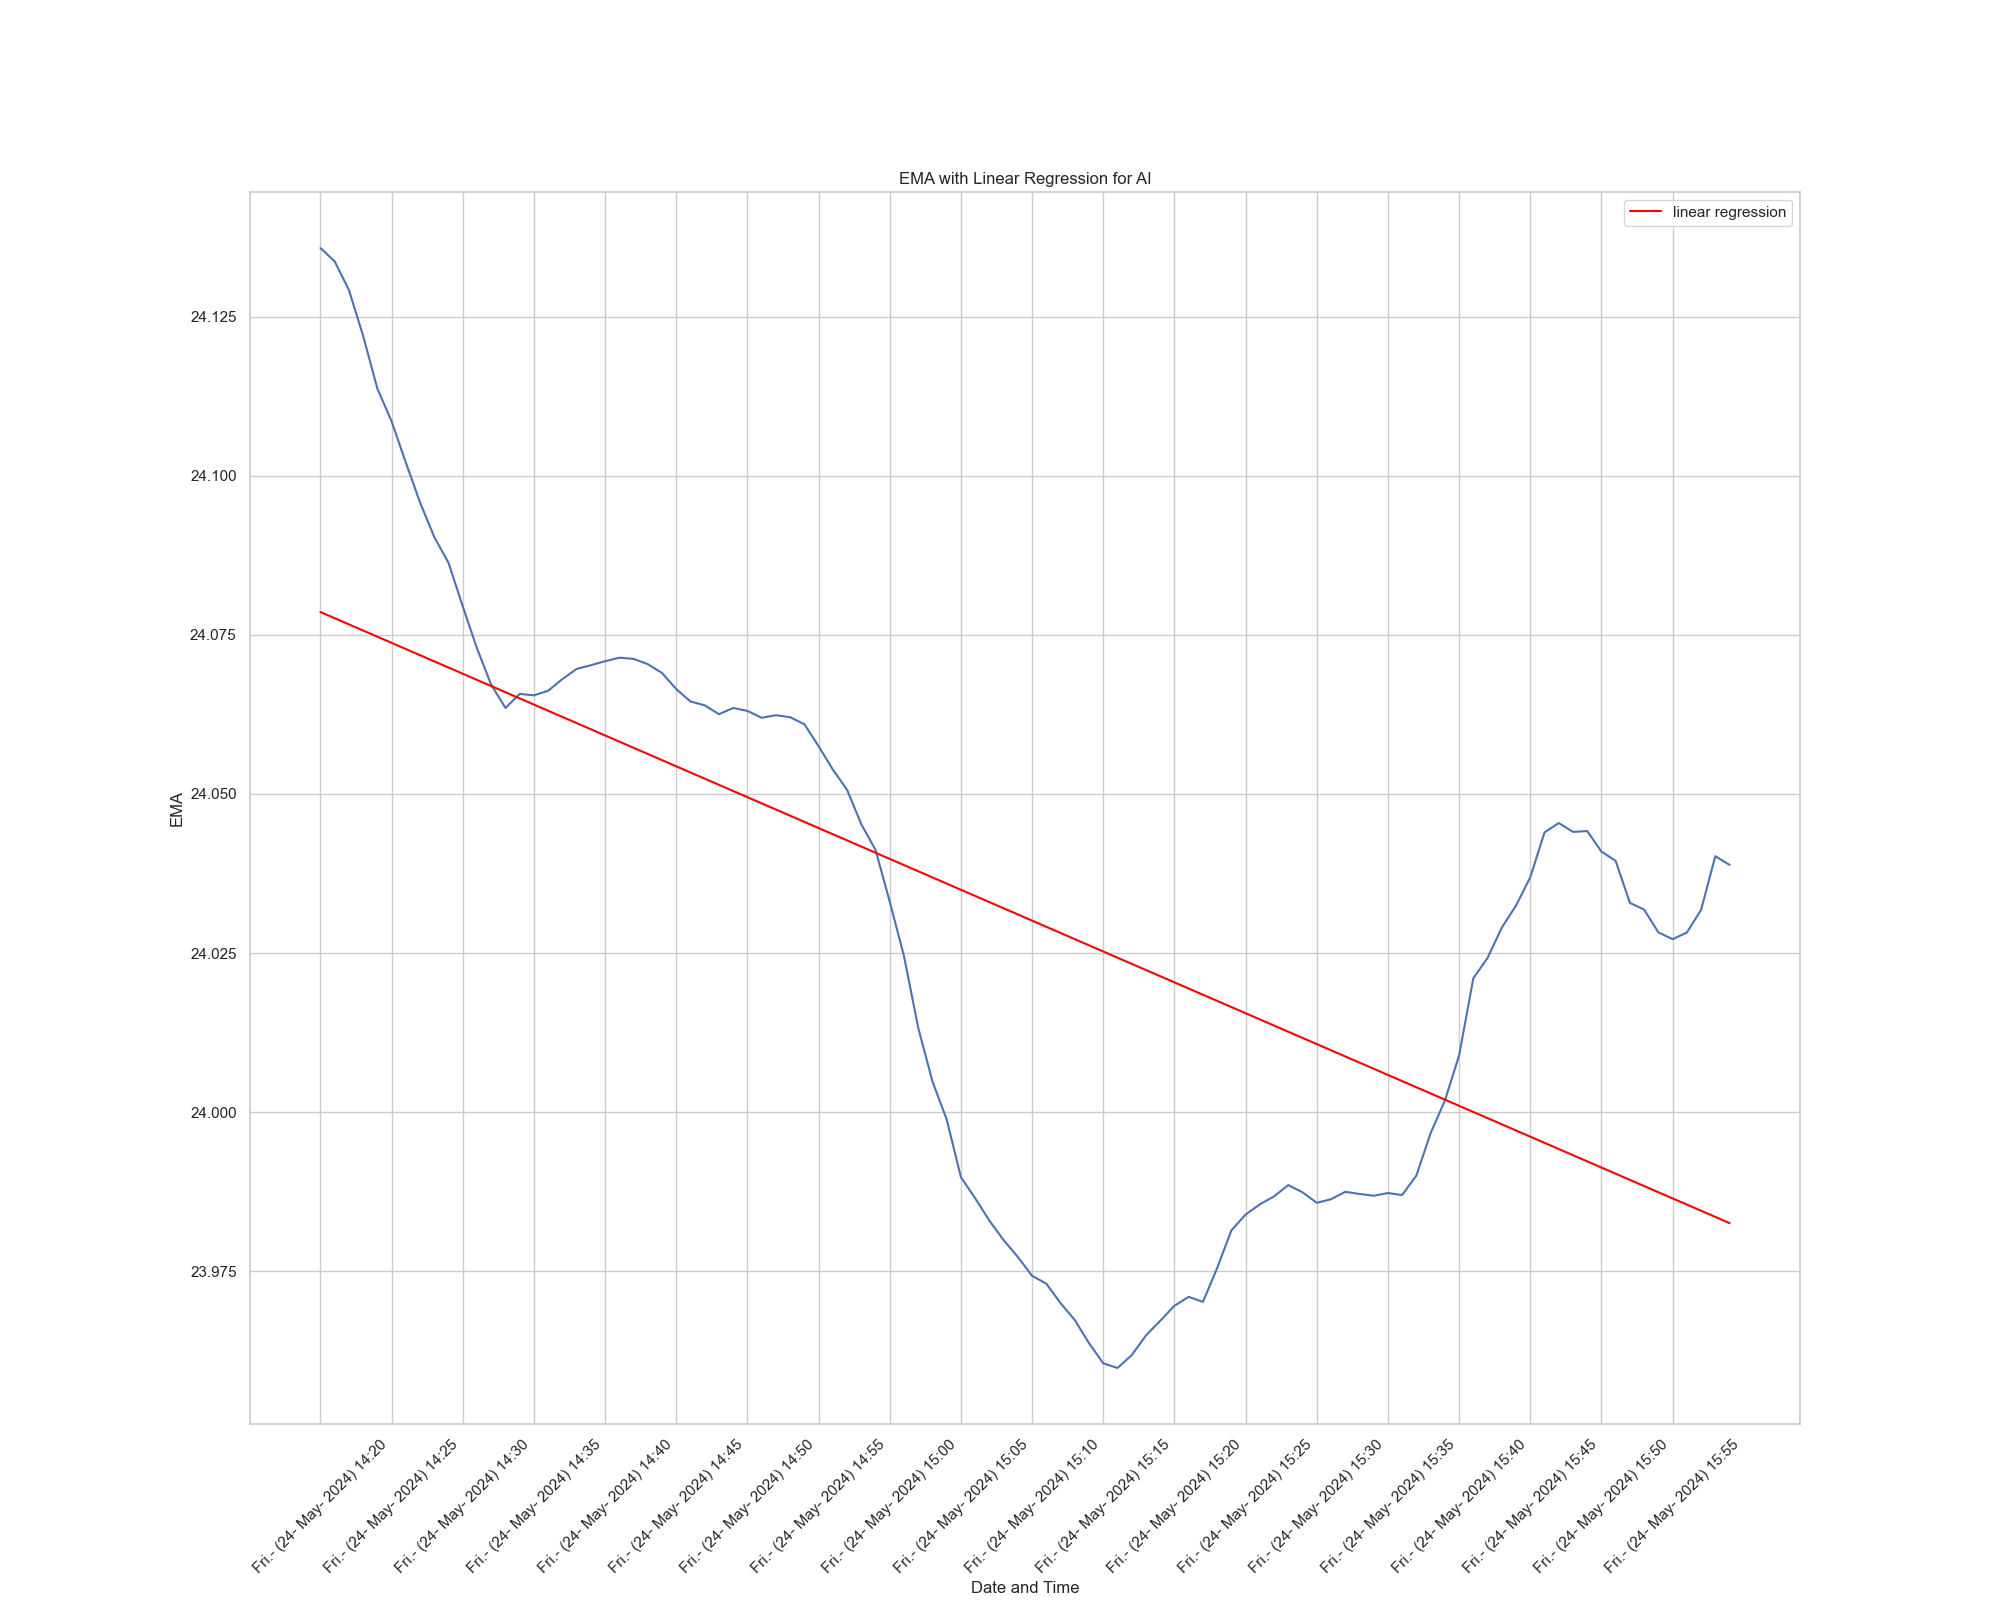 EMA with Linear Regression for AI
linear regression
24.125
24.100
24.075
24.050
24.025
24.000
23.975
EMA
Fri.- (24- May- 2024) 14:20
Fri.- (24- May- 2024) 14:25
Fri.- (24- May- 2024) 14:30
Fri.- (24- May- 2024) 14:35
Fri.- (24- May- 2024) 14:40
Fri.- (24- May- 2024) 14:45
Fri.- (24- May- 2024) 14:50
Fri.- (24- May- 2024) 14:55
Fri.- (24- May- 2024) 15:00
Fri.- (24- May- 2024) 15:05
Fri.- (24- May- 2024) 15:10
Fri.- (24- May- 2024) 15:15
Fri.- (24- May- 2024) 15:20
Fri.- (24- May- 2024) 15:25
Fri.- (24- May- 2024) 15:30
Fri.- (24- May- 2024) 15:35
Fri.- (24- May- 2024) 15:40
Fri.- (24- May- 2024) 15:45
Fri.- (24- May- 2024) 15:50
Fri.- (24- May- 2024) 15:55
Date and Time